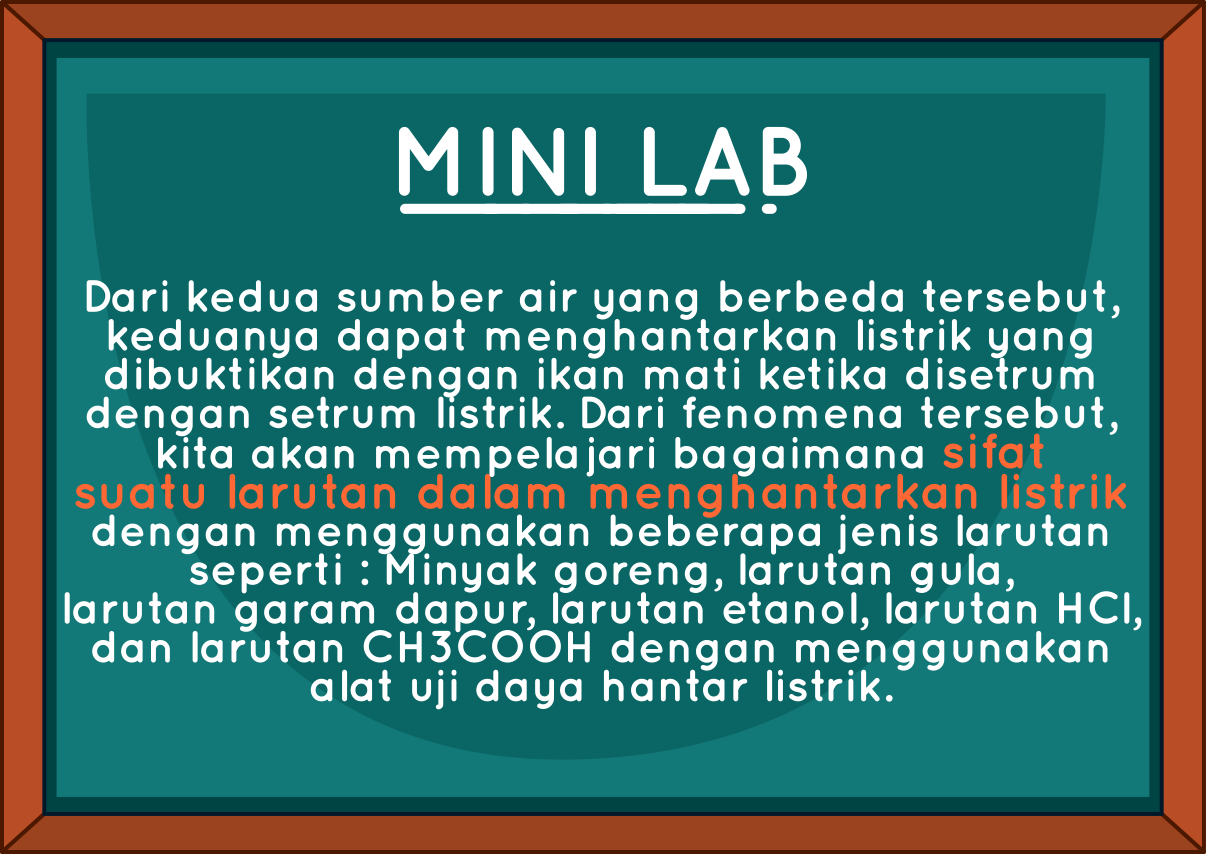 MINI LAB
Dari kedua sumber air yang berbeda tersebut,
keduanya dapat menghantarkan listrik yang
dibuktikan dengan ikan mati ketika disetrum
dengan setrum listrik. Dari fenomena tersebut,
kita akan mempelajari bagaimana sifat
suatu larutan dalam menghantarkan listrik
dengan menggunakan beberapa jenis larutan
seperti : Minyak goreng, larutan gula,
larutan garam dapur, larutan etanol, larutan HCl,
dan larutan CH3COOH dengan menggunakan
alat uji daya hantar listrik.